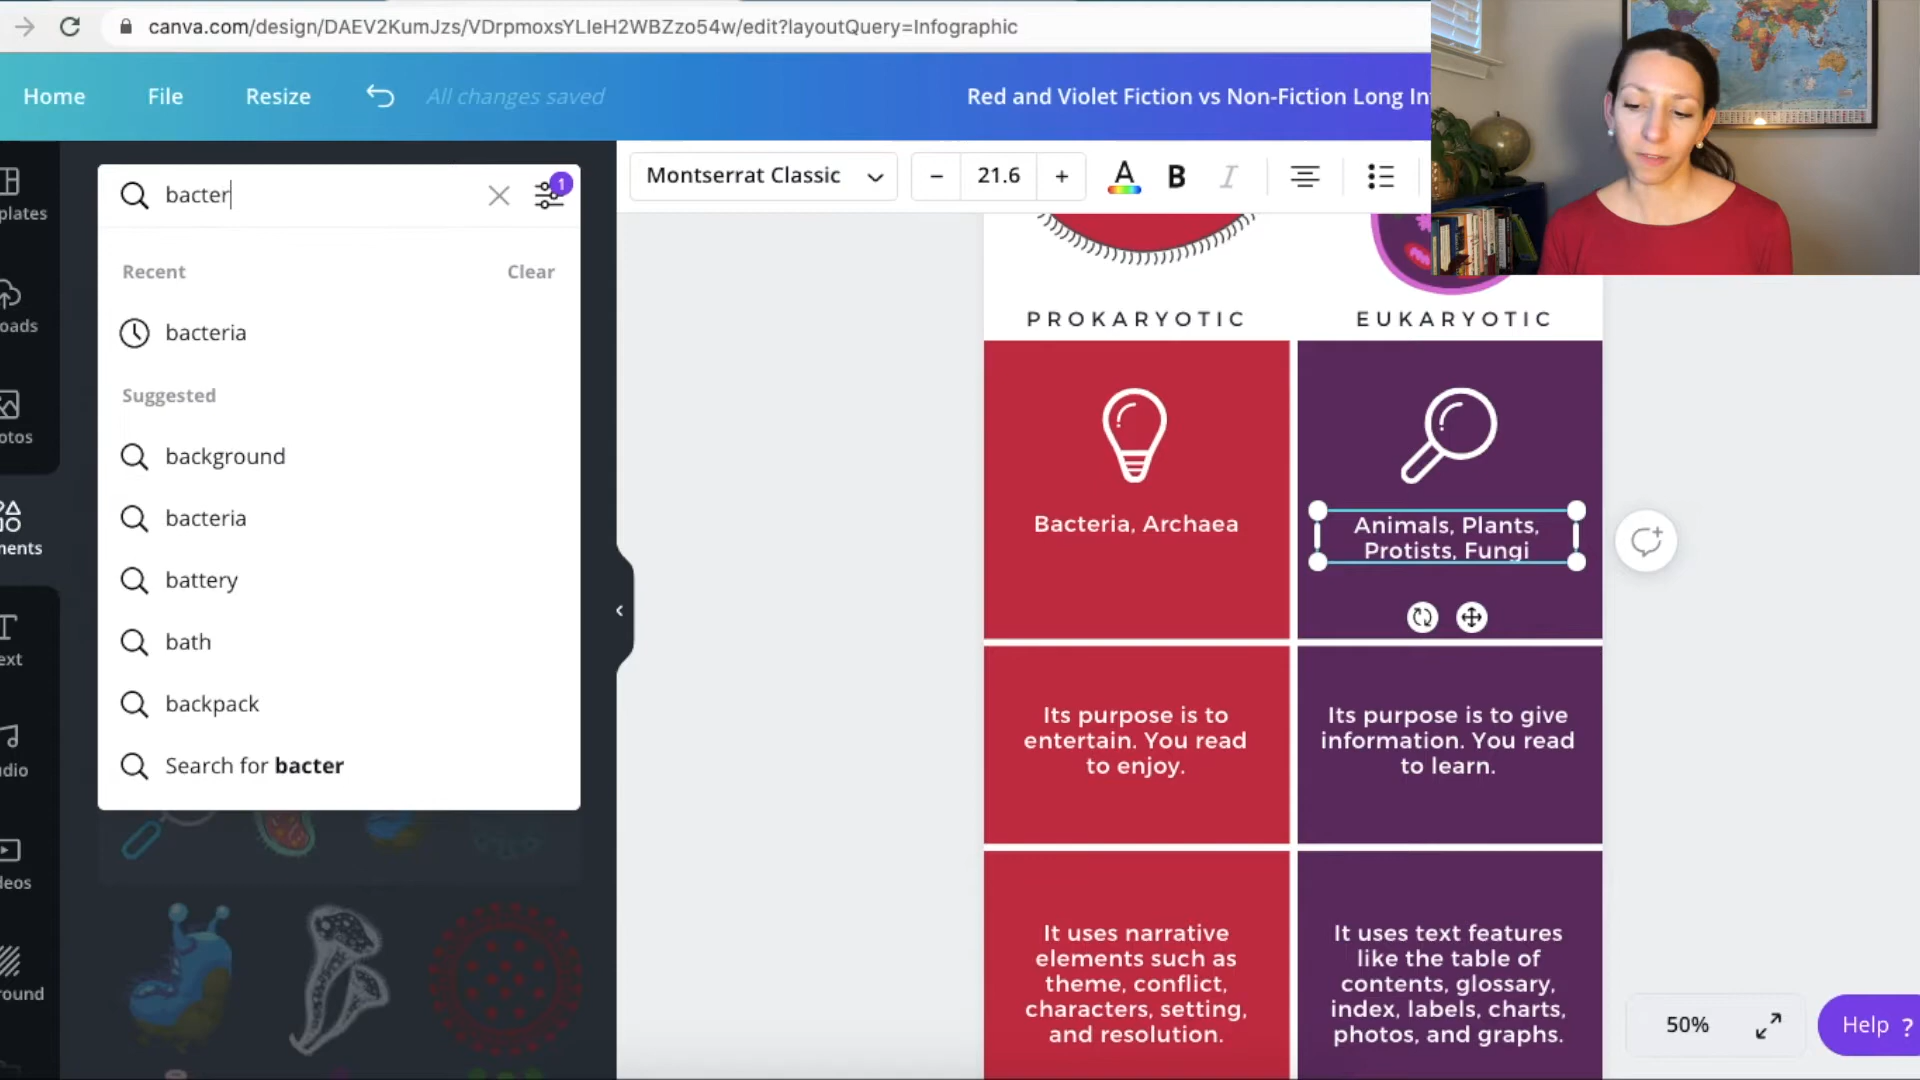 canva.com/design/DAEV2KumJzs/VDrpmoxsYLIeH2WBZzo54w/edit?layoutQuery=Infographic
Home
File
Resize
All changes saved
Red and Violet Fiction vs Non-Fiction Long In
plates
oads
otos
ments
ext
dio
deos
round
bacter
1
Recent
Clear
bacteria
Suggested
background
bacteria
battery
bath
backpack
Search for bacter
Montserrat Classic
21.6
A
B
I
PROKARYOTIC
EUKARYOTIC
Bacteria, Archaea
Animals, Plants,
Protists, Fungi
Its purpose is to
entertain. You read
to enjoy.
Its purpose is to give
information. You read
to learn.
It uses narrative
elements such as
theme, conflict,
characters, setting,
and resolution.
It uses text features
like the table of
contents, glossary,
index, labels, charts,
photos, and graphs.
50%
Help ?